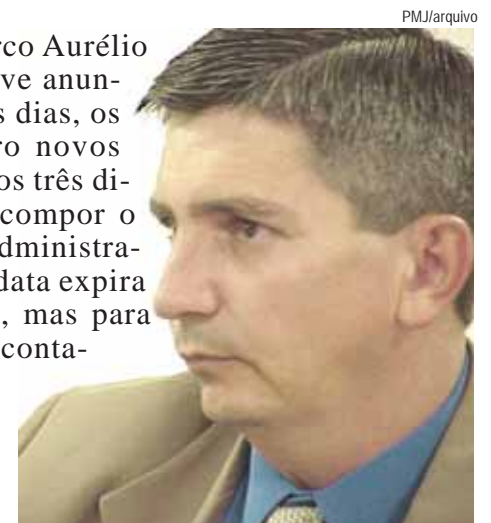 PMJ/arquivo
rco Aurélio
ve anun-
s dias, os
ro novos
os três di-
compor o
dministra-
data expira
, mas para
conta-